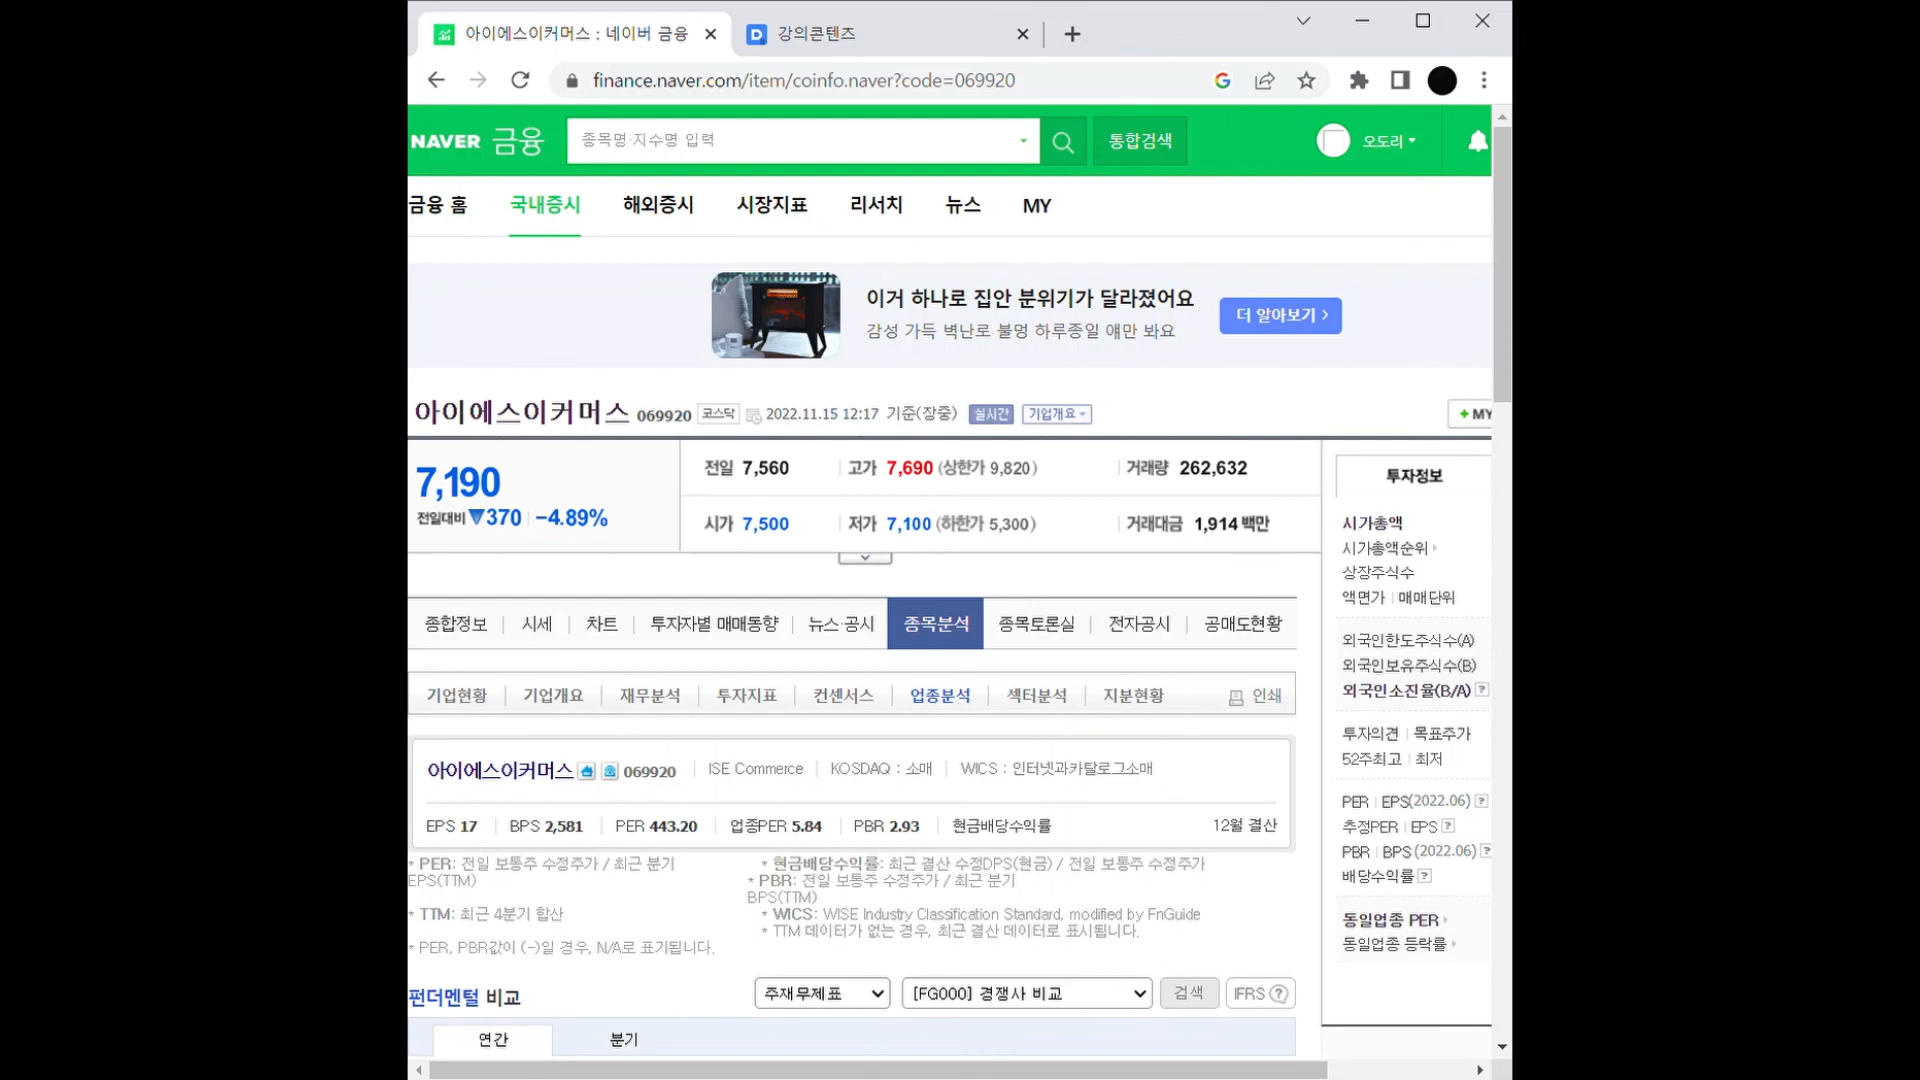 아이에스이커머스 : 네이버 금융
강의콘텐츠
finance.naver.com/item/coinfo.naver?code=069920
NAVER 금융
종목명·지수명 입력
통합검색
오도리
금융 홈 국내증시 해외증시 시장지표 리서치 뉴스 MY
이거 하나로 집안 분위기가 달라졌어요
감성 가득 벽난로 불멍 하루종일 얘만 봐요
더 알아보기 >
아이에스이커머스 069920 코스닥 2022.11.15 12:17 기준(장중) 실시간 기업개요
+ MY
7,190
전일대비 ▼370 -4.89%
전일 7,560 고가 7,690 (상한가 9,820) 거래량 262,632
시가 7,500 저가 7,100 (하한가 5,300) 거래대금 1,914 백만
종합정보 시세 차트 투자자별 매매동향 뉴스·공시 종목분석 종목토론실 전자공시 공매도현황
기업현황 기업개요 재무분석 투자지표 컨센서스 업종분석 섹터분석 지분현황 인쇄
아이에스이커머스 069920 ISE Commerce KOSDAQ : 소매 WICS : 인터넷과카탈로그소매
EPS 17 BPS 2,581 PER 443.20 업종PER 5.84 PBR 2.93 현금배당수익률 12월 결산
* PER: 전일 보통주 수정주가 / 최근 분기
EPS(TTM)
* TTM: 최근 4분기 합산
* PER, PBR값이 (-)일 경우, N/A로 표기됩니다.
* 현금배당수익률: 최근 결산 수정DPS(현금) / 전일 보통주 수정주가
* PBR: 전일 보통주 수정주가 / 최근 분기
BPS(TTM)
* WICS: WISE Industry Classification Standard, modified by FnGuide
* TTM 데이터가 없는 경우, 최근 결산 데이터로 표시됩니다.
펀더멘털 비교
주재무제표 [FG000] 경쟁사 비교 검색 IFRS ?
연간 분기
투자정보
시가총액
시가총액순위
상장주식수
액면가 매매단위
외국인한도주식수(A)
외국인보유주식수(B)
외국인소진율(B/A) ?
투자의견 목표주가
52주최고 최저
PER EPS(2022.06) ?
추정PER EPS ?
PBR BPS (2022.06) ?
배당수익률 ?
동일업종 PER
동일업종 등락률